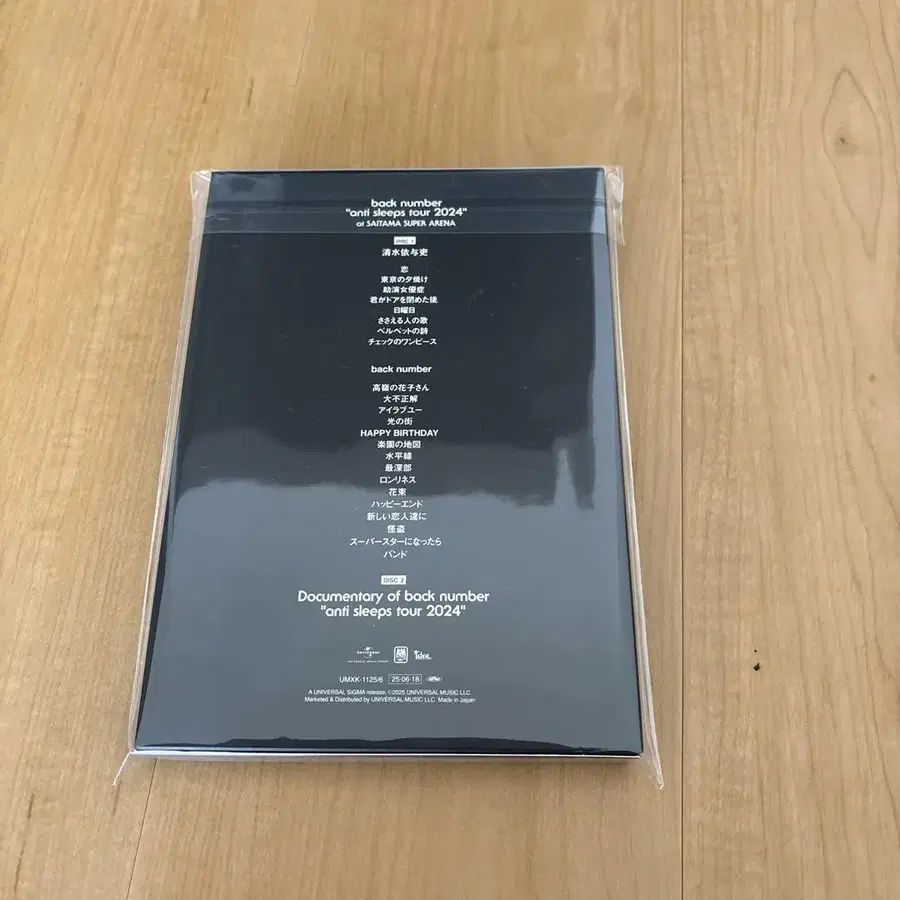 back number
"anti sleeps tour 2024"
at SAITAMA SUPER ARENA
DISC 1
清水依与吏
恋
東京の夕焼け
助演女優症
君がドアを閉めた後
日曜日
ささえる人の歌
ベルベットの詩
チェックのワンピース
back number
高嶺の花子さん
大不正解
アイラブユー
光の街
HAPPY BIRTHDAY
楽園の地図
水平線
最深部
ロンリネス
花束
ハッピーエンド
新しい恋人達に
怪盗
スーパースターになったら
バンド
DISC 2
Documentary of back number
"anti sleeps tour 2024"
UNIVERSAL
UNIVERSAL MUSIC GROUP
A&M
UMXK-1125/6 25·06·18
A UNIVERSAL SIGMA release; ©2025 UNIVERSAL MUSIC LLC
Marketed & Distributed by UNIVERSAL MUSIC LLC Made in Japan